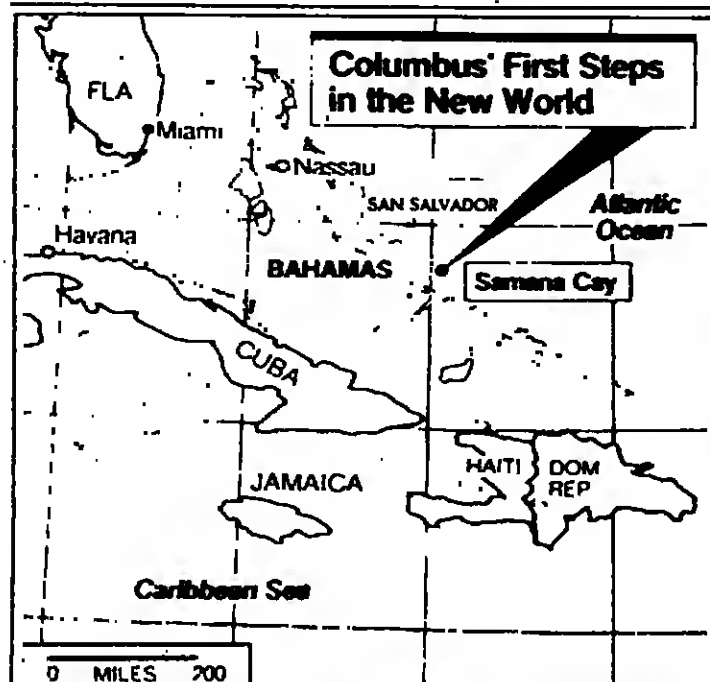 Columbus' First Steps
in the New World
FLA
Miami
Nassau
SAN SALVADOR
Atlantic
Ocean
Havana
BAHAMAS
Samana Cay
CUBA
HAITI
DOM
REP
JAMAICA
Caribbean Sea
0 MILES 200